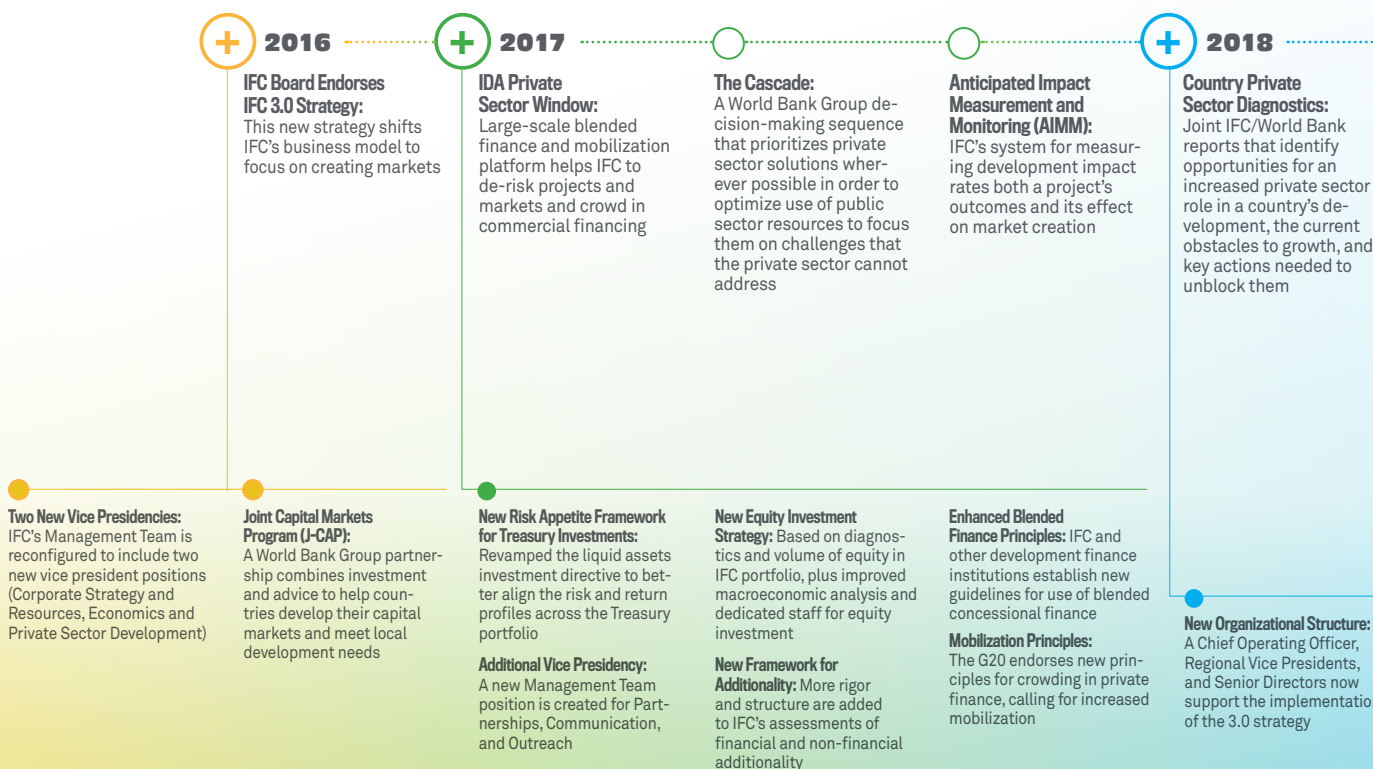 2016
IFC Board Endorses
IFC 3.0 Strategy:
This new strategy shifts
IFC's business model to
focus on creating markets
2017
IDA Private
Sector Window:
Large-scale blended
finance and mobilization
platform helps IFC to
de-risk projects and
markets and crowd in
commercial financing
The Cascade:
A World Bank Group de-
cision-making sequence
that prioritizes private
sector solutions wher-
ever possible in order to
optimize use of public
sector resources to focus
them on challenges that
the private sector cannot
address
Anticipated Impact
Measurement and
Monitoring (AIMM):
IFC's system for measur-
ing development impact
rates both a project's
outcomes and its effect
on market creation
2018
Country Private
Sector Diagnostics:
Joint IFC/World Bank
reports that identify
opportunities for an
increased private sector
role in a country's de-
velopment, the current
obstacles to growth, and
key actions needed to
unblock them
Two New Vice Presidencies:
IFC's Management Team is
reconfigured to include two
new vice president positions
(Corporate Strategy and
Resources, Economics and
Private Sector Development)
Joint Capital Markets
Program (J-CAP):
A World Bank Group partner-
ship combines investment
and advice to help coun-
tries develop their capital
markets and meet local
development needs
New Risk Appetite Framework
for Treasury Investments:
Revamped the liquid assets
investment directive to bet-
ter align the risk and return
profiles across the Treasury
portfolio
Additional Vice Presidency:
A new Management Team
position is created for Part-
nerships, Communication,
and Outreach
New Equity Investment
Strategy: Based on diagnos-
tics and volume of equity in
IFC portfolio, plus improved
macroeconomic analysis and
dedicated staff for equity
investment
New Framework for
Additionality: More rigor
and structure are added
to IFC's assessments of
financial and non-financial
additionality
Enhanced Blended
Finance Principles: IFC and
other development finance
institutions establish new
guidelines for use of blended
concessional finance
Mobilization Principles:
The G20 endorses new prin-
ciples for crowding in private
finance, calling for increased
mobilization
New Organizational Structure:
A Chief Operating Officer,
Regional Vice Presidents,
and Senior Directors now
support the implementatio
of the 3.0 strategy